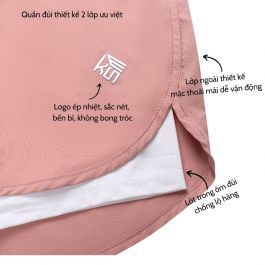 Quần đùi thiết kế 2 lớp ưu việt
Logo ép nhiệt, sắc nét,
bền bỉ, không bong tróc
Lớp ngoài thiết kế
mặc thoải mái dễ vận động
Lót trong ôm đùi
chống lộ hàng